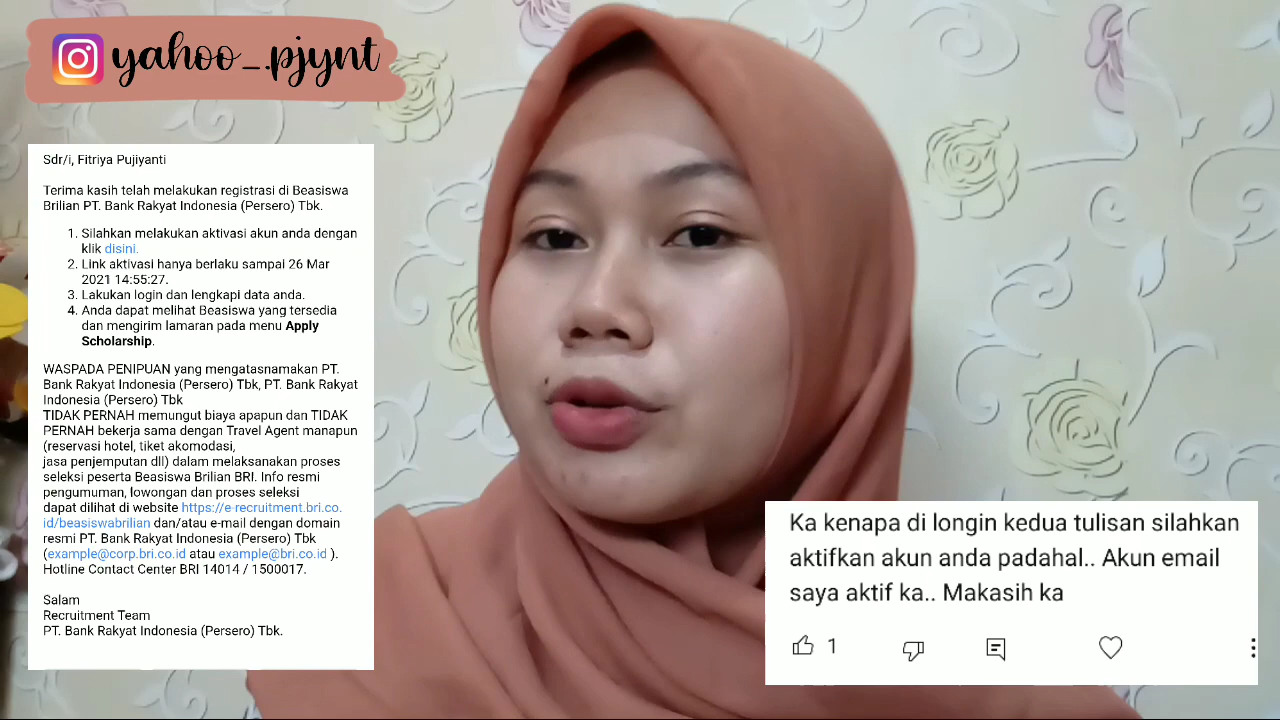 yahoo_.pjynt
Sdr/i, Fitriya Pujiyanti
Terima kasih telah melakukan registrasi di Beasiswa
Brilian PT. Bank Rakyat Indonesia (Persero) Tbk.
1. Silahkan melakukan aktivasi akun anda dengan
klik disini.
2. Link aktivasi hanya berlaku sampai 26 Mar
2021 14:55:27.
3. Lakukan login dan lengkapi data anda.
4. Anda dapat melihat Beasiswa yang tersedia
dan mengirim lamaran pada menu Apply
Scholarship.
WASPADA PENIPUAN yang mengatasnamakan PT.
Bank Rakyat Indonesia (Persero) Tbk, PT. Bank Rakyat
Indonesia (Persero) Tbk
TIDAK PERNAH memungut biaya apapun dan TIDAK
PERNAH bekerja sama dengan Travel Agent manapun
(reservasi hotel, tiket akomodasi,
jasa penjemputan dll) dalam melaksanakan proses
seleksi peserta Beasiswa Brilian BRI. Info resmi
pengumuman, lowongan dan proses seleksi
dapat dilihat di website https://e-recruitment.bri.co.
id/beasiswabrilian dan/atau e-mail dengan domain
resmi PT. Bank Rakyat Indonesia (Persero) Tbk
(example@corp.bri.co.id atau example@bri.co.id ).
Hotline Contact Center BRI 14014 / 1500017.
Salam
Recruitment Team
PT. Bank Rakyat Indonesia (Persero) Tbk.
Ka kenapa di longin kedua tulisan silahkan
aktifkan akun anda padahal.. Akun email
saya aktif ka.. Makasih ka
1